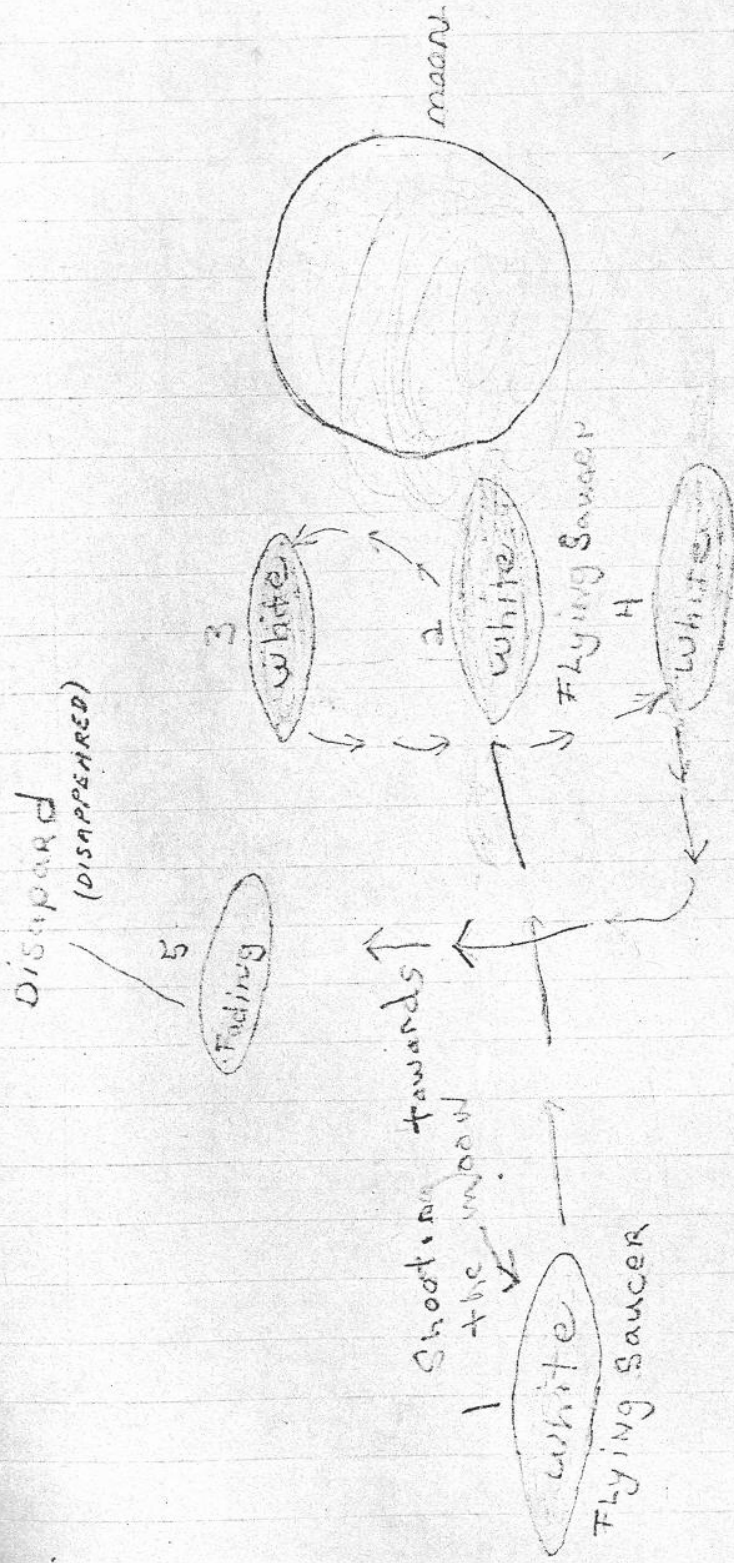 Disapard
(DISAPPEARED)
5
Fading
3
White
moon
Shooting towards
the moon
2
White
Flying Saucer
1
White
Flying Saucer
4
White